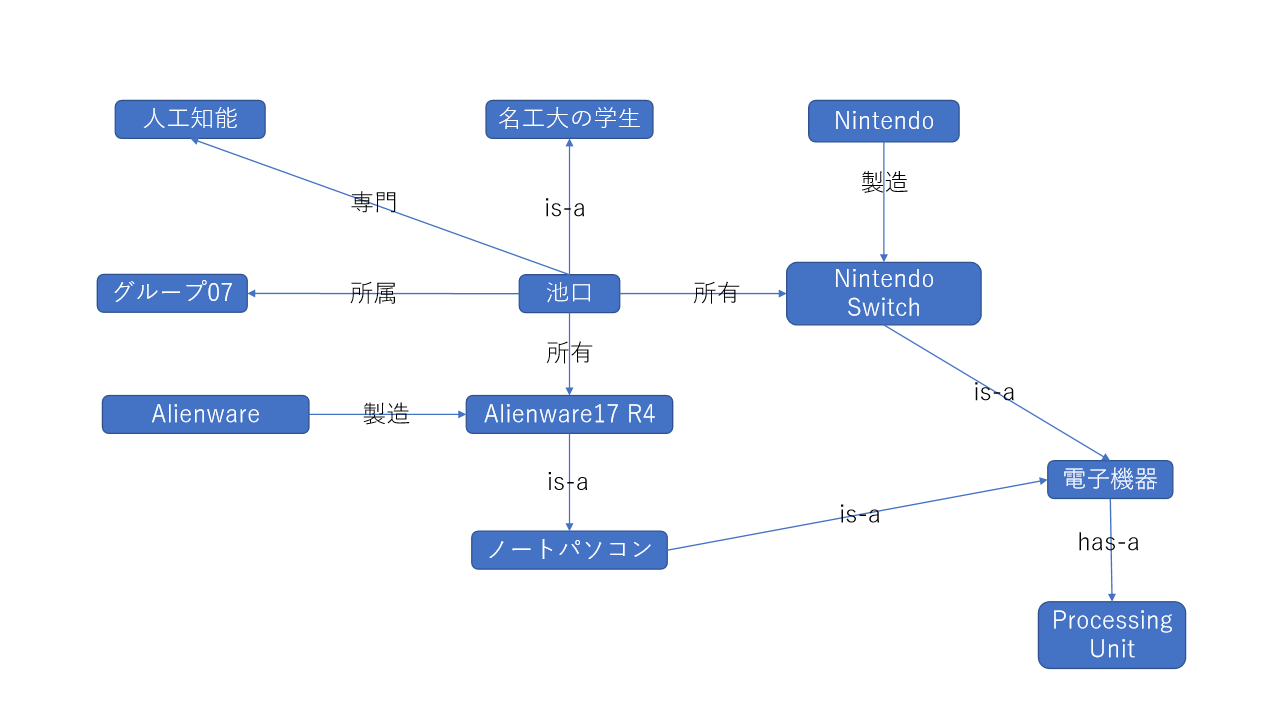 人工知能
名工大の学生
Nintendo
製造
専門
is-a
グループ07
所属
池口
所有
Nintendo
Switch
所有
is-a
Alienware
製造
Alienware17 R4
is-a
電子機器
is-a
ノートパソコン
has-a
Processing
Unit